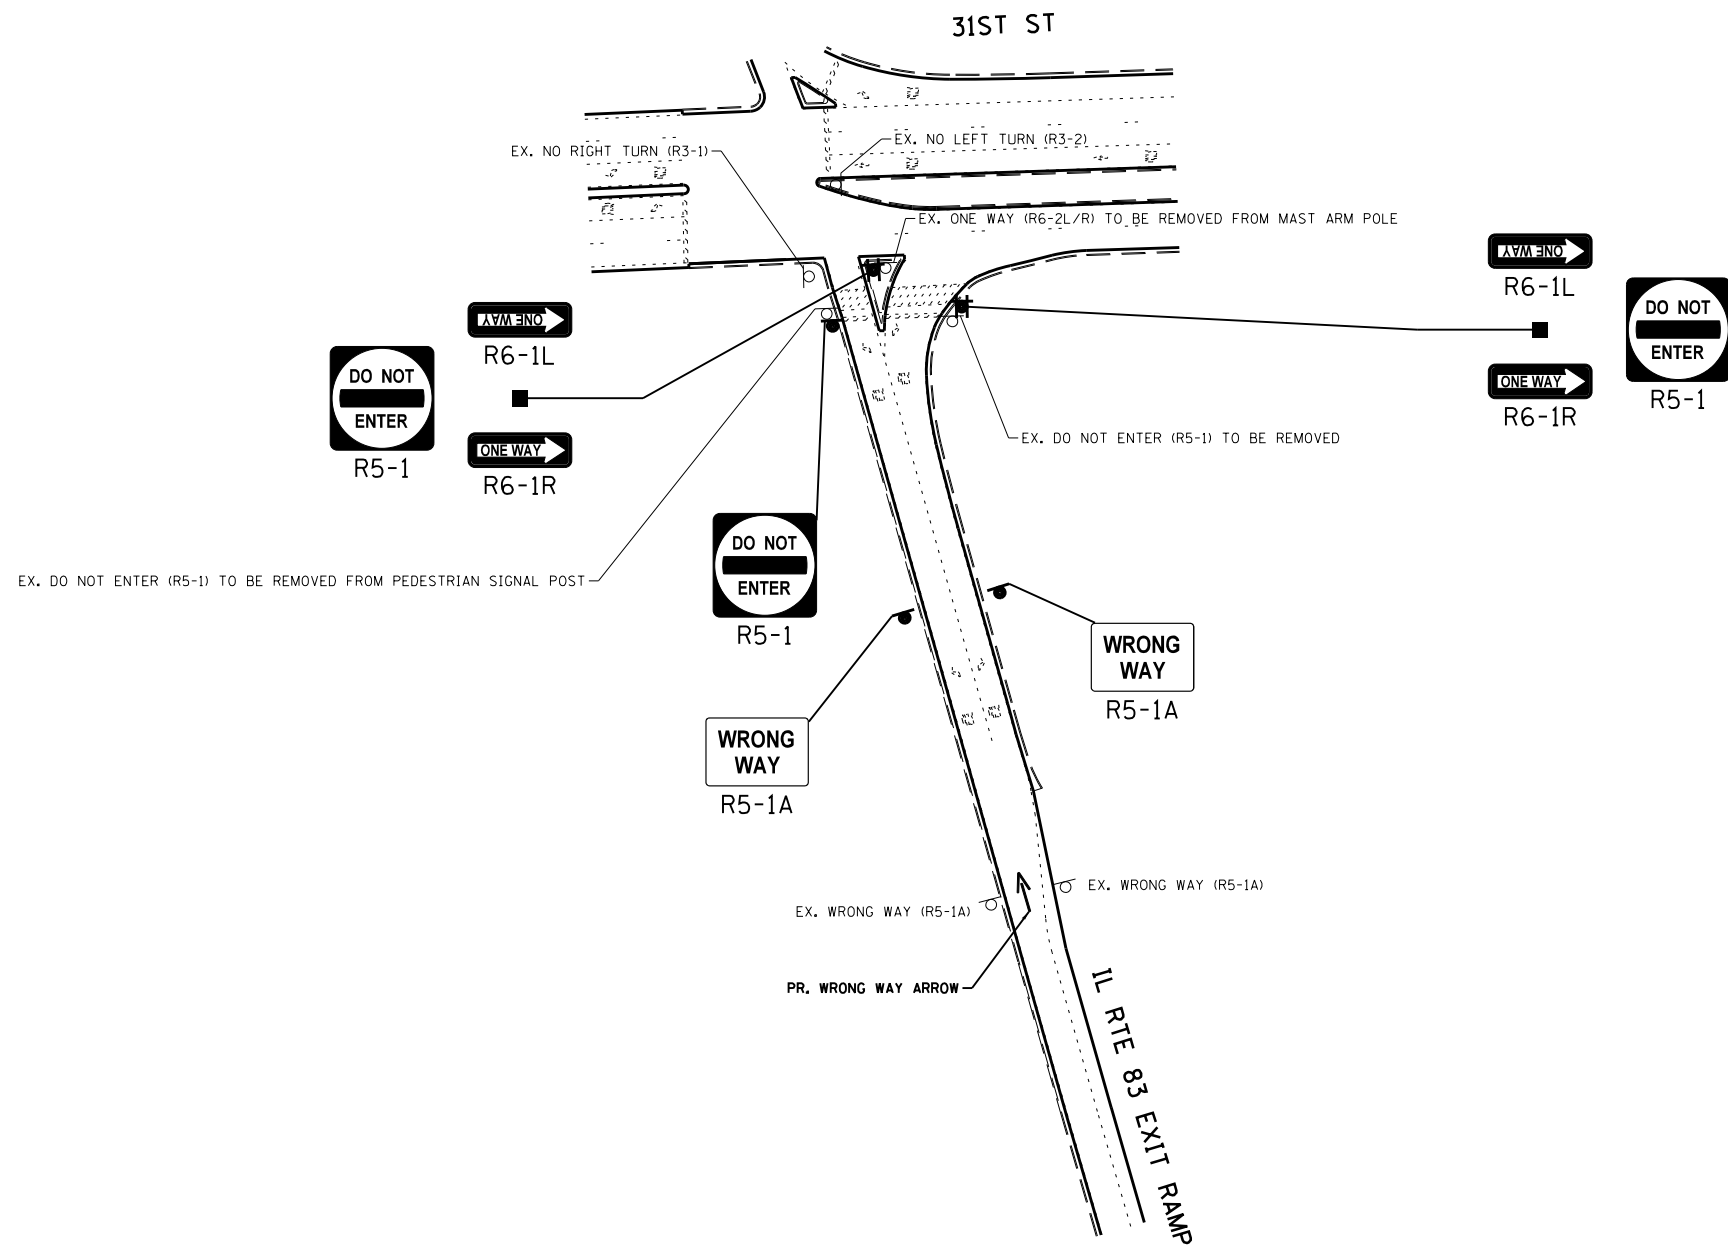 31ST ST
EX. NO RIGHT TURN (R3-1)
EX. NO LEFT TURN (R3-2)
EX. ONE WAY (R6-2L/R) TO BE REMOVED FROM MAST ARM POLE
ONE WAY
R6-1L
DO NOT
ENTER
R5-1
ONE WAY
R6-1R
ONE WAY
R6-1L
DO NOT
ENTER
R5-1
ONE WAY
R6-1R
EX. DO NOT ENTER (R5-1) TO BE REMOVED
EX. DO NOT ENTER (R5-1) TO BE REMOVED FROM PEDESTRIAN SIGNAL POST
DO NOT
ENTER
R5-1
WRONG
WAY
R5-1A
WRONG
WAY
R5-1A
EX. WRONG WAY (R5-1A)
EX. WRONG WAY (R5-1A)
PR. WRONG WAY ARROW
IL RTE 83 EXIT RAMP